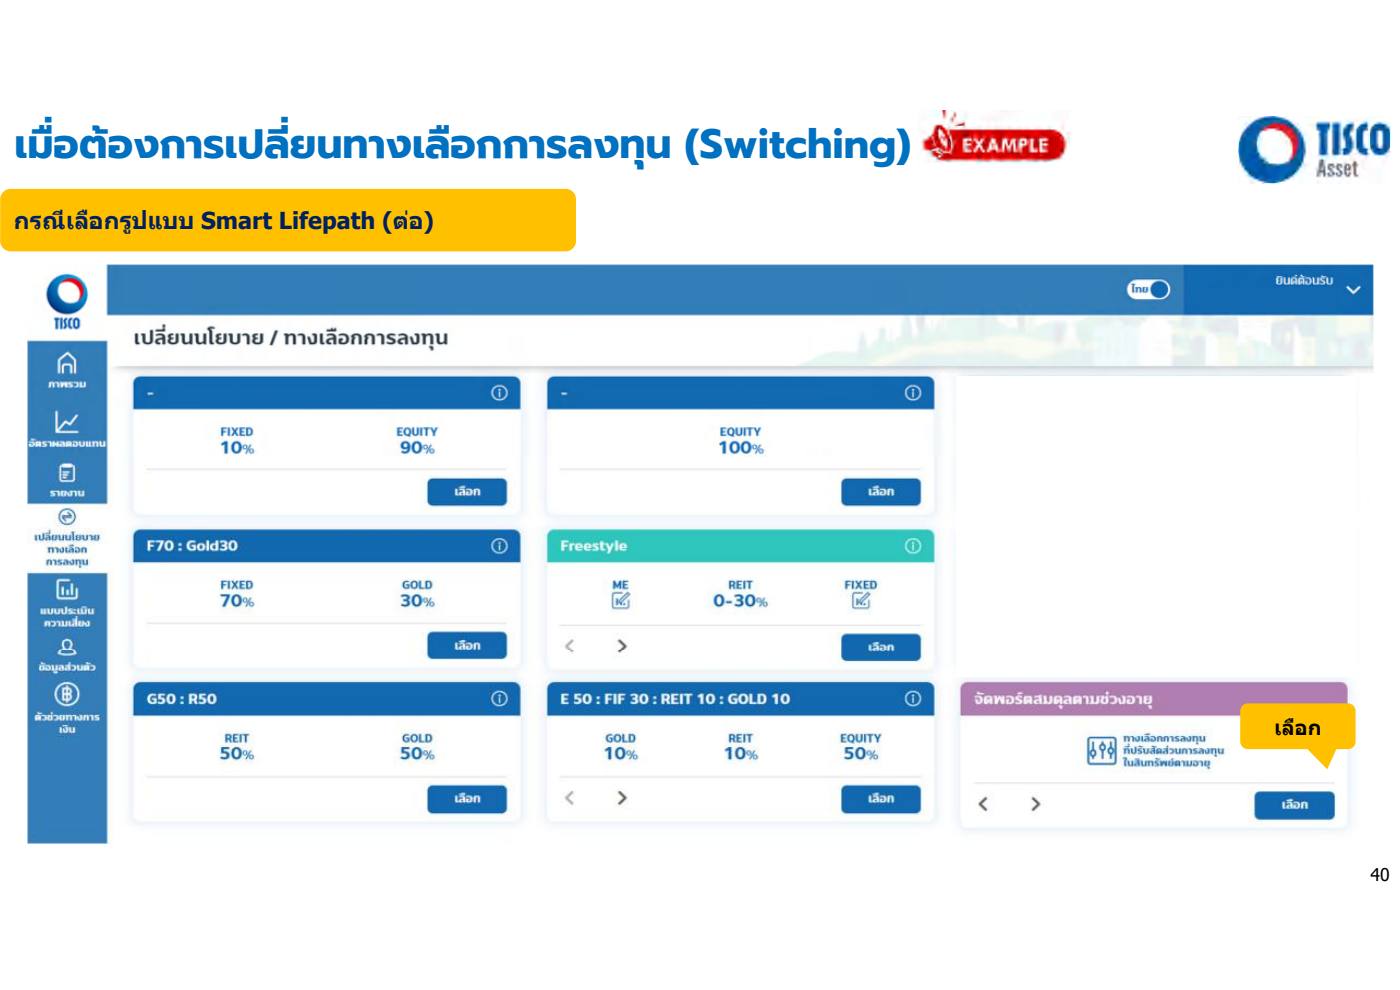 เมื่อต้องการเปลี่ยนทางเลือกการลงทุน (Switching) EXAMPLE
TISCO
Asset
กรณีเลือกรูปแบบ Smart Lifepath (ต่อ)
TISCO
ไทย
ยินดีต้อนรับ
เปลี่ยนนโยบาย / ทางเลือกการลงทุน
ภาพรวม
อัตราผลตอบแทน
รายงาน
เปลี่ยนนโยบาย
ทางเลือก
การลงทุน
แบบประเมิน
ความเสี่ยง
ข้อมูลส่วนตัว
ตัวช่วยทางการ
เงิน
-
FIXED EQUITY
10% 90%
เลือก
-
EQUITY
100%
เลือก
F70 : Gold30
FIXED GOLD
70% 30%
เลือก
Freestyle
ME REIT FIXED
0-30%
เลือก
G50 : R50
REIT GOLD
50% 50%
เลือก
E 50 : FIF 30 : REIT 10 : GOLD 10
GOLD REIT EQUITY
10% 10% 50%
เลือก
จัดพอร์ตสมดุลตามช่วงอายุ
เลือก
ทางเลือกการลงทุน
ที่ปรับสัดส่วนการลงทุน
ในสินทรัพย์ตามอายุ
เลือก
40